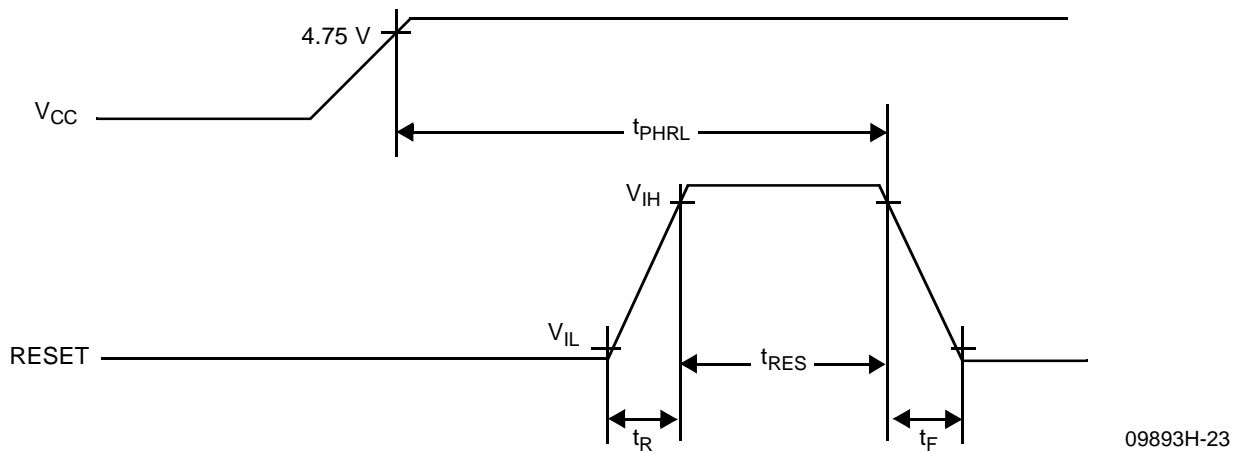 4.75 V
VCC
tPHRL
VIH
VIL
RESET
tRES
tR
tF
09893H-23